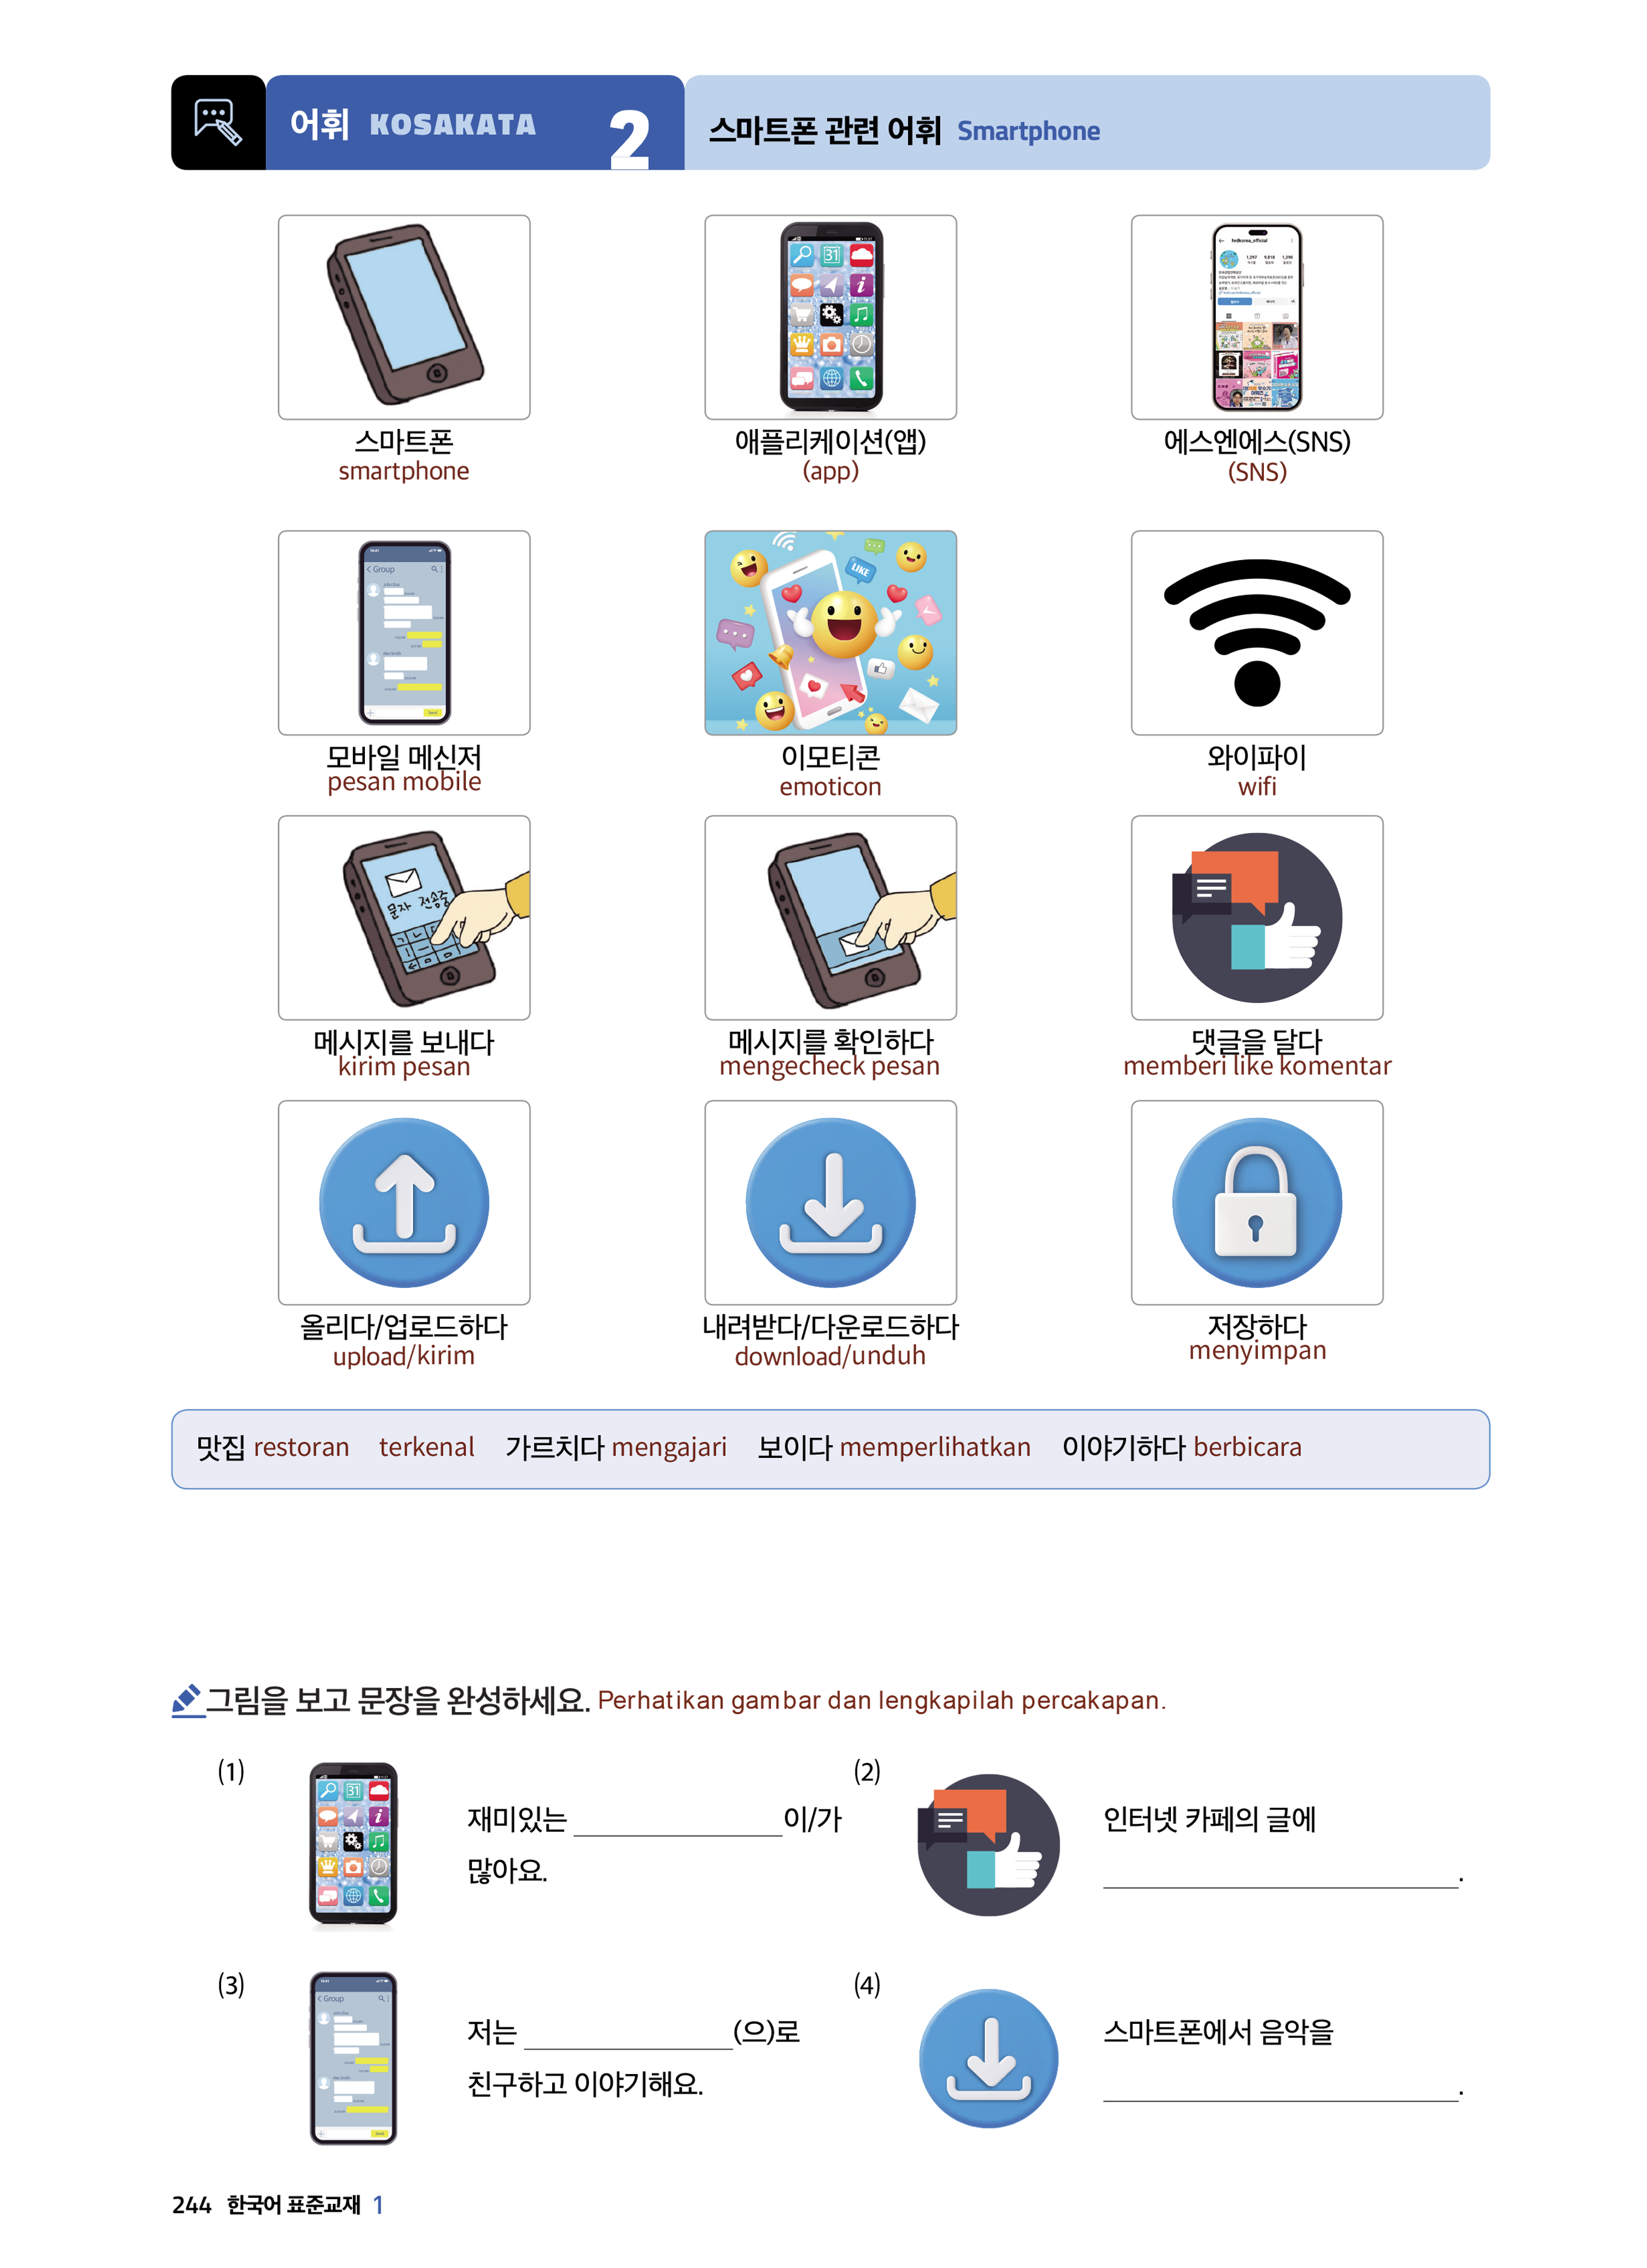 어휘 KOSAKATA 2 스마트폰 관련 어휘 Smartphone
스마트폰 애플리케이션(앱) 에스엔에스(SNS)
smartphone (app) (SNS)
hrdkorea_official
Group
LIKE
모바일 메신저 이모티콘 와이파이
pesan mobile emoticon wifi
문자 전송중
메시지를 보내다 메시지를 확인하다 댓글을 달다
kirim pesan mengecheck pesan memberi like komentar
올리다/업로드하다 내려받다/다운로드하다 저장하다
upload/kirim download/unduh menyimpan
맛집 restoran terkenal 가르치다 mengajari 보이다 memperlihatkan 이야기하다 berbicara
그림을 보고 문장을 완성하세요. Perhatikan gambar dan lengkapilah percakapan.
(1) 재미있는 ____ 이/가
많아요.
(2) 인터넷 카페의 글에
____.
(3) Group
저는 ____ (으)로
친구하고 이야기해요.
(4) 스마트폰에서 음악을
____.
244 한국어 표준교재 1